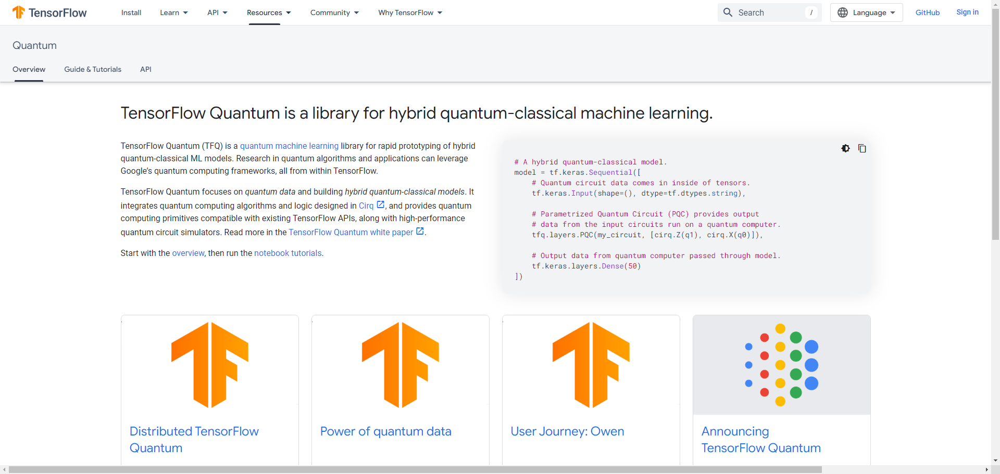 TensorFlow
Install
Learn
API
Resources
Community
Why TensorFlow
Search
/
Language
GitHub
Sign in
Quantum
Overview
Guide & Tutorials
API
TensorFlow Quantum is a library for hybrid quantum-classical machine learning.
TensorFlow Quantum (TFQ) is a quantum machine learning library for rapid prototyping of hybrid
quantum-classical ML models. Research in quantum algorithms and applications can leverage
Google’s quantum computing frameworks, all from within TensorFlow.
TensorFlow Quantum focuses on quantum data and building hybrid quantum-classical models. It
integrates quantum computing algorithms and logic designed in Cirq , and provides quantum
computing primitives compatible with existing TensorFlow APIs, along with high-performance
quantum circuit simulators. Read more in the TensorFlow Quantum white paper .
Start with the overview, then run the notebook tutorials.
# A hybrid quantum-classical model.
model = tf.keras.Sequential([
    # Quantum circuit data comes in inside of tensors.
    tf.keras.Input(shape=(), dtype=tf.dtypes.string),
    # Parametrized Quantum Circuit (PQC) provides output
    # data from the input circuits run on a quantum computer.
    tfq.layers.PQC(my_circuit, [cirq.Z(q1), cirq.X(q0)]),
    # Output data from quantum computer passed through model.
    tf.keras.layers.Dense(50)
])
Distributed TensorFlow
Quantum
Power of quantum data
User Journey: Owen
Announcing
TensorFlow Quantum